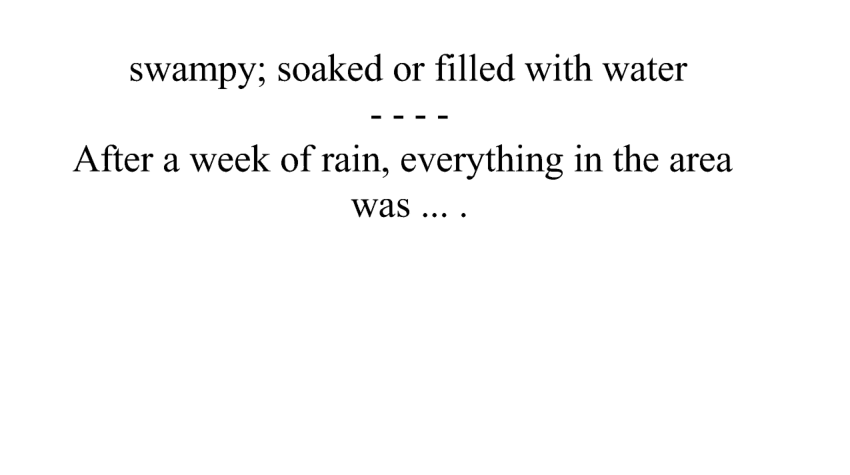 swampy; soaked or filled with water
- - - -
After a week of rain, everything in the area
was ... .